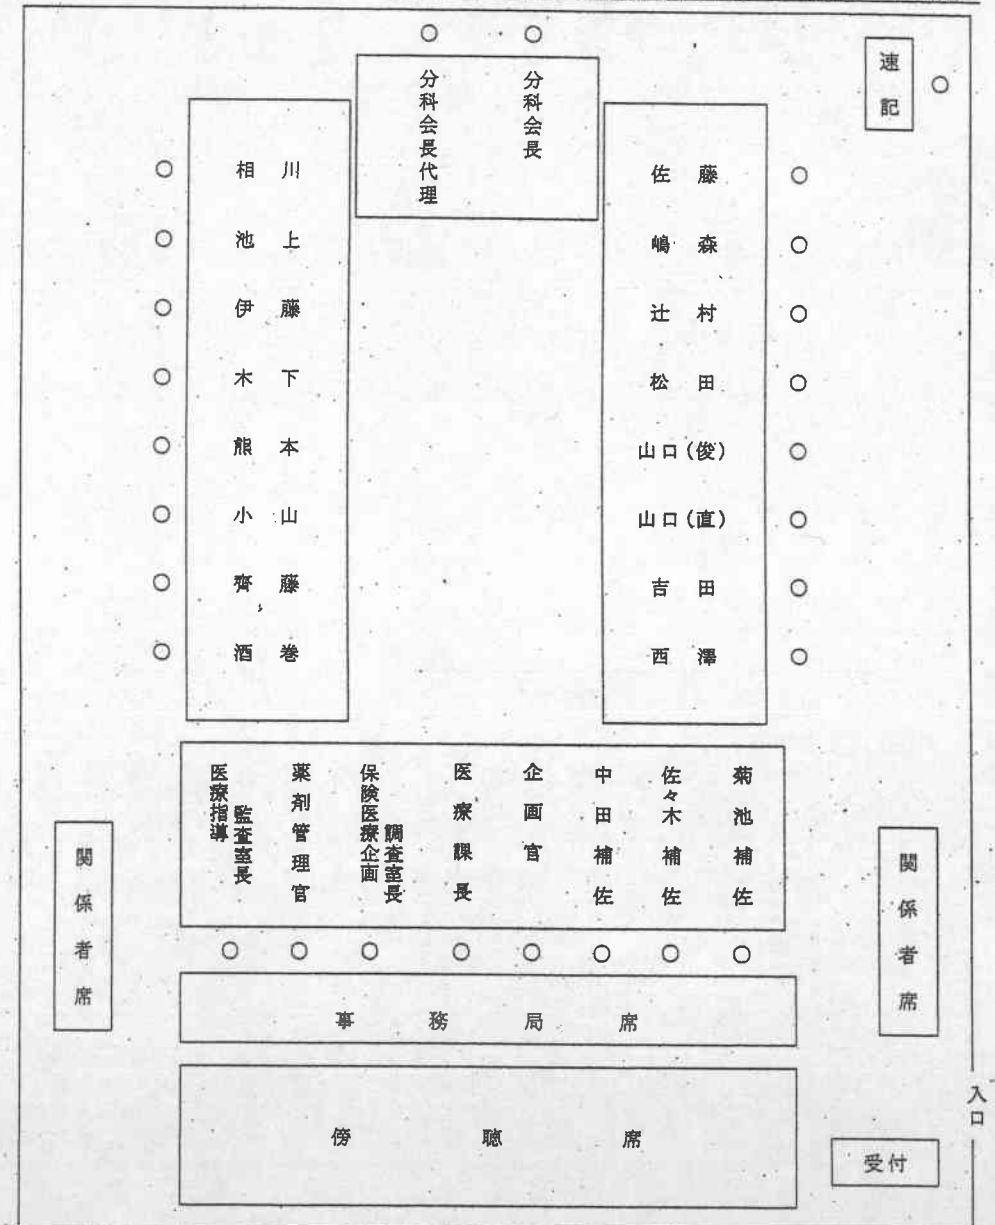 分科会長代理
分科会長
速記
相川
池上
伊藤
木下
熊本
小山
齊藤
酒巻
佐藤
嶋森
辻村
松田
山口(俊)
山口(直)
吉田
西澤
医療指導
監査室長
薬剤管理官
保険医療企画
調査室長
医療課長
企画官
中田補佐
佐々木補佐
菊池補佐
関係者席
関係者席
事務局席
傍聴席
入口
受付